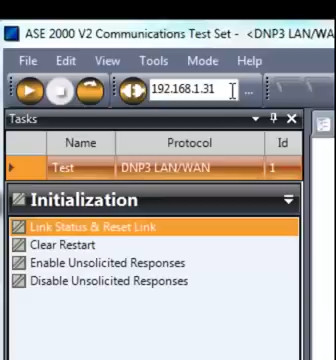 ASE 2000 V2 Communications Test Set - <DNP3 LAN/WA
File Edit View Tools Mode Help
192.168.1.31 ...
Tasks
Name Protocol Id
Test DNP3 LAN/WAN 1
Initialization
Link Status & Reset Link
Clear Restart
Enable Unsolicited Responses
Disable Unsolicited Responses